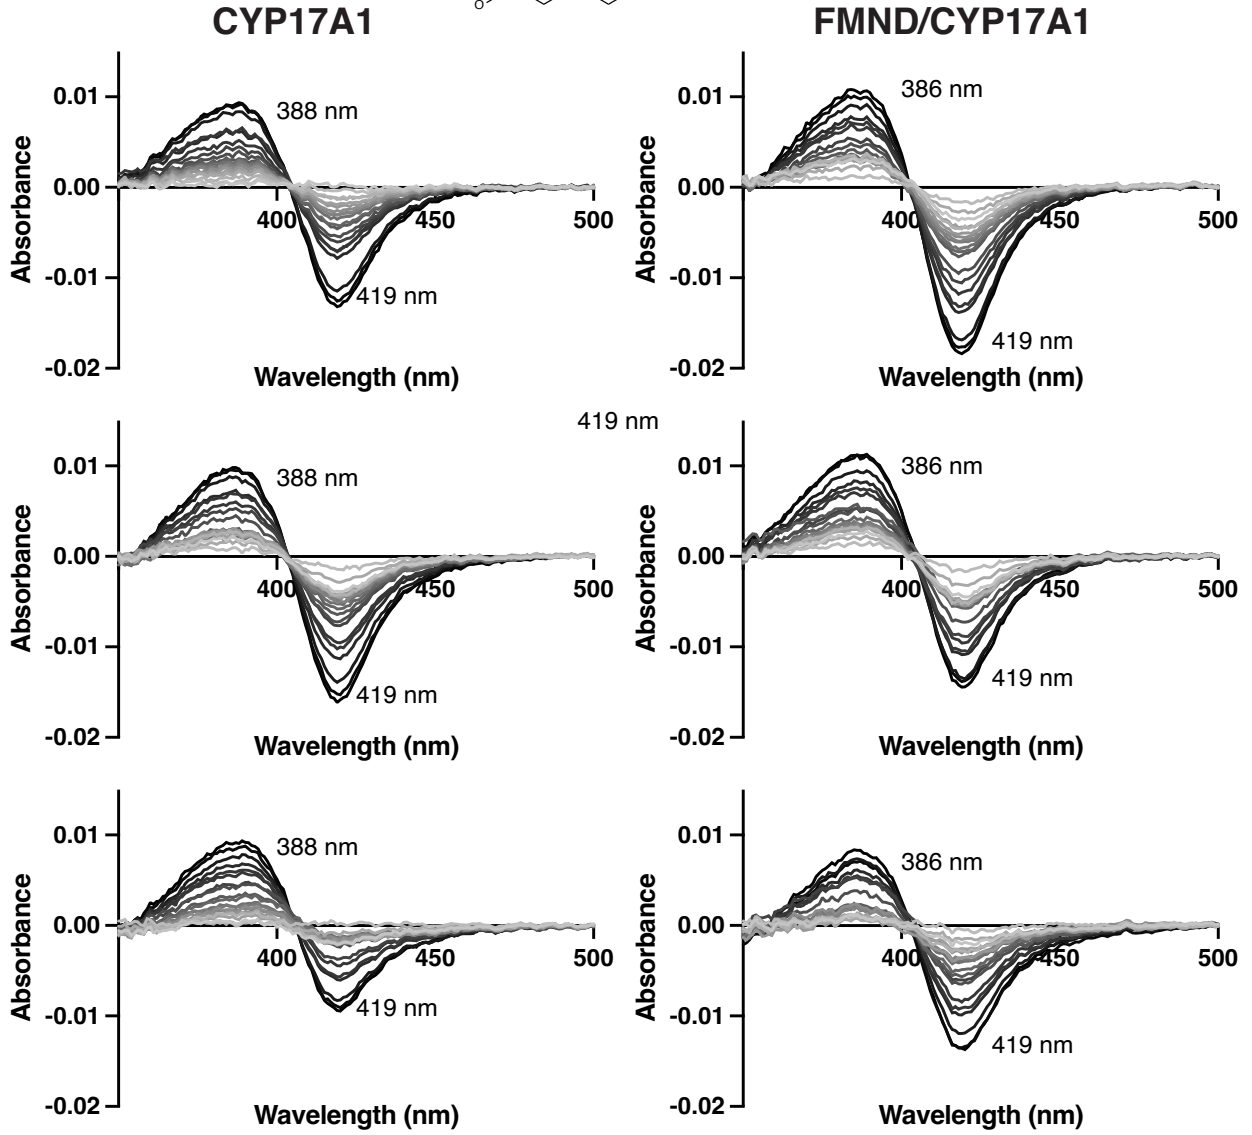 O
CYP17A1 FMND/CYP17A1
0.01 388 nm
0.00
400 450 500
-0.01 419 nm
-0.02
Absorbance
Wavelength (nm)
0.01 386 nm
0.00
400 450 500
-0.01
419 nm
-0.02
Absorbance
Wavelength (nm)
419 nm
0.01 388 nm
0.00
400 450 500
-0.01
419 nm
-0.02
Absorbance
Wavelength (nm)
0.01 386 nm
0.00
400 450 500
-0.01
419 nm
-0.02
Absorbance
Wavelength (nm)
0.01 388 nm
0.00
400 450 500
-0.01 419 nm
-0.02
Absorbance
Wavelength (nm)
0.01 386 nm
0.00
400 450 500
-0.01
419 nm
-0.02
Absorbance
Wavelength (nm)